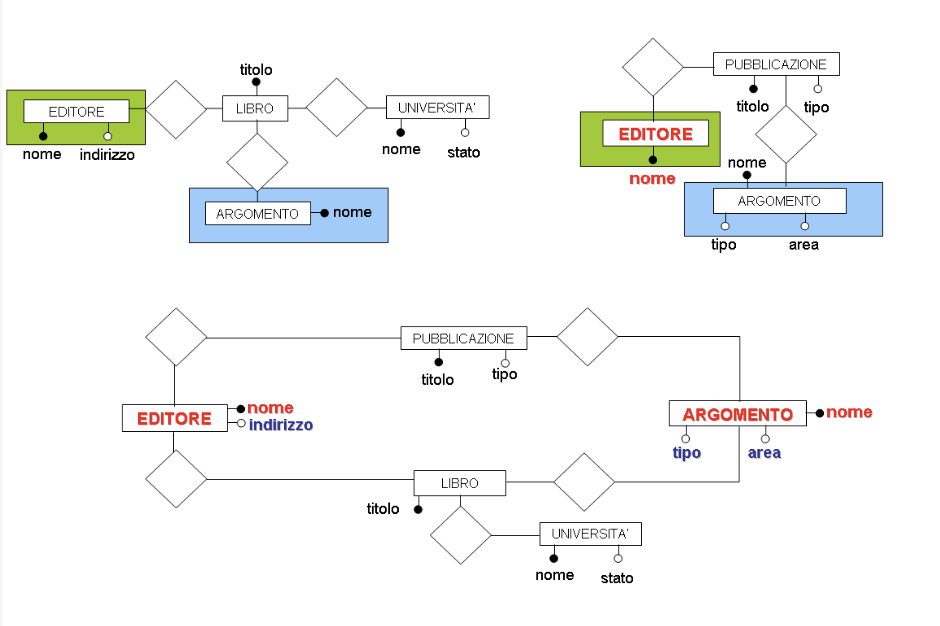 titolo
EDITORE
LIBRO
UNIVERSITA'
nome
indirizzo
nome
stato
ARGOMENTO
nome
PUBBLICAZIONE
titolo
tipo
EDITORE
nome
nome
ARGOMENTO
tipo
area
PUBBLICAZIONE
titolo
tipo
EDITORE
nome
indirizzo
ARGOMENTO
nome
tipo
area
LIBRO
titolo
UNIVERSITA'
nome
stato